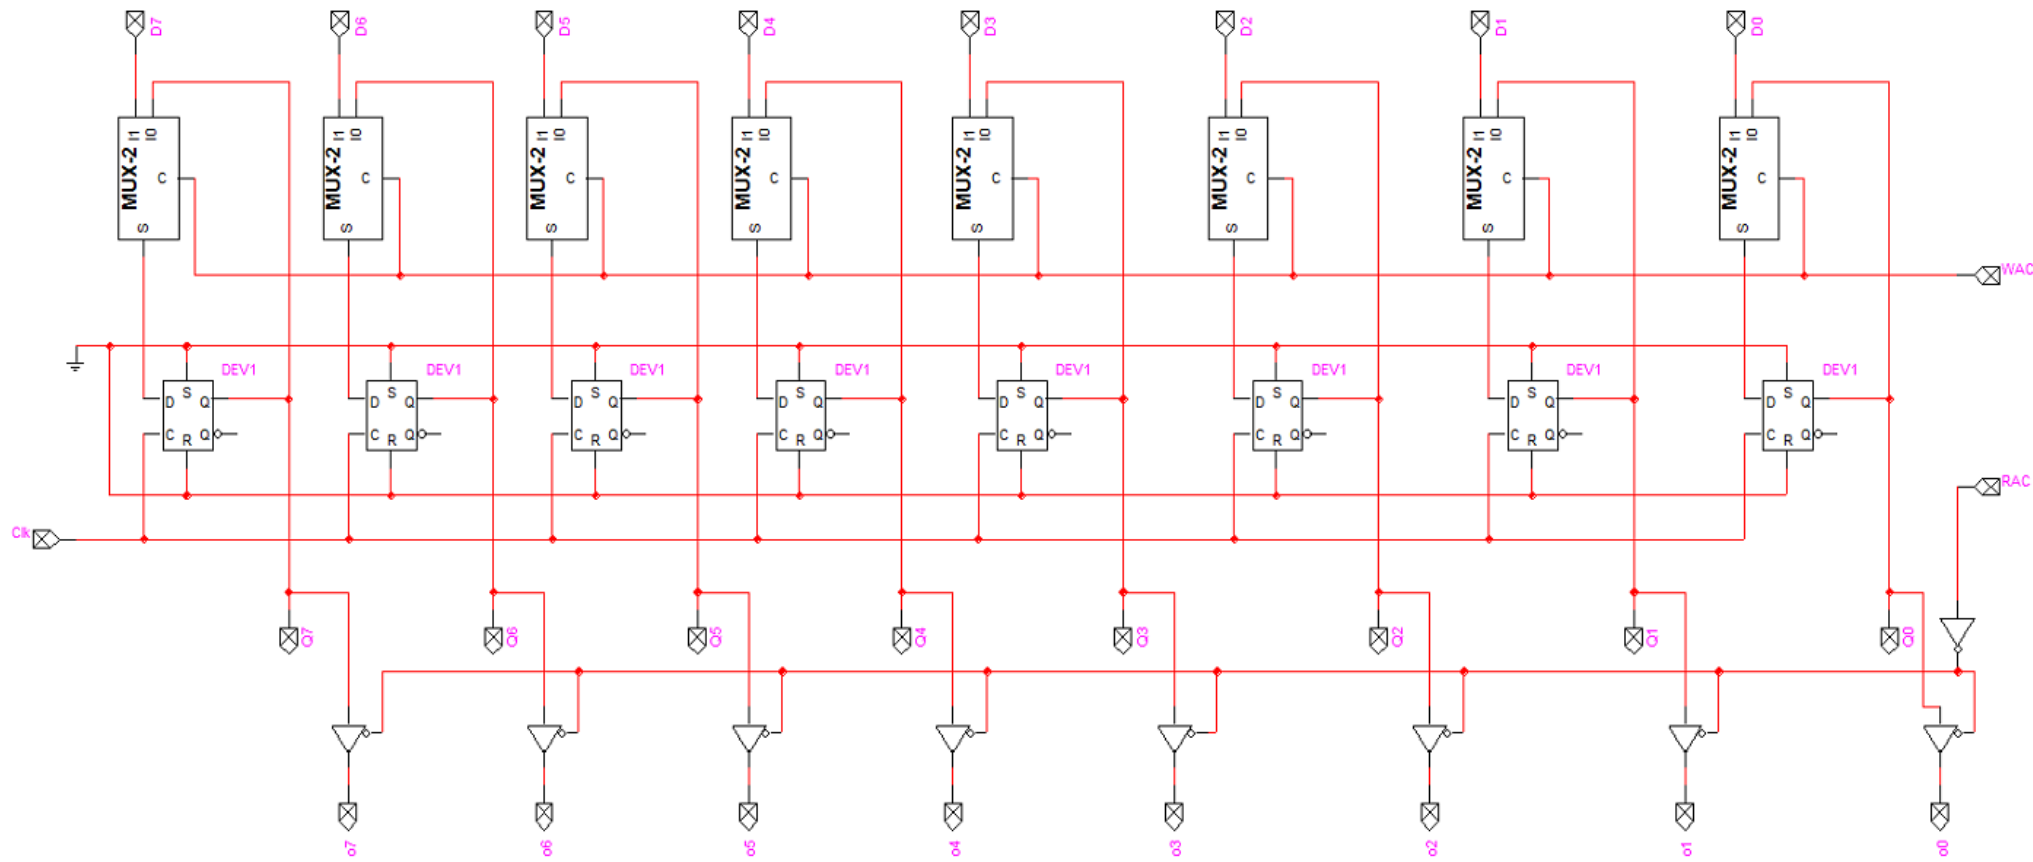 D7 D6 D5 D4 D3 D2 D1 D0
I1 I0 I1 I0 I1 I0 I1 I0 I1 I0 I1 I0 I1 I0 I1 I0
MUX-2 C MUX-2 C MUX-2 C MUX-2 C MUX-2 C MUX-2 C MUX-2 C MUX-2 C
S S S S S S S S
WAC
DEV1 DEV1 DEV1 DEV1 DEV1 DEV1 DEV1 DEV1
D S Q D S Q D S Q D S Q D S Q D S Q D S Q D S Q
C R Q C R Q C R Q C R Q C R Q C R Q C R Q C R Q
RAC
Clk
Q7 Q6 Q5 Q4 Q3 Q2 Q1 Q0
o7 o6 o5 o4 o3 o2 o1 o0